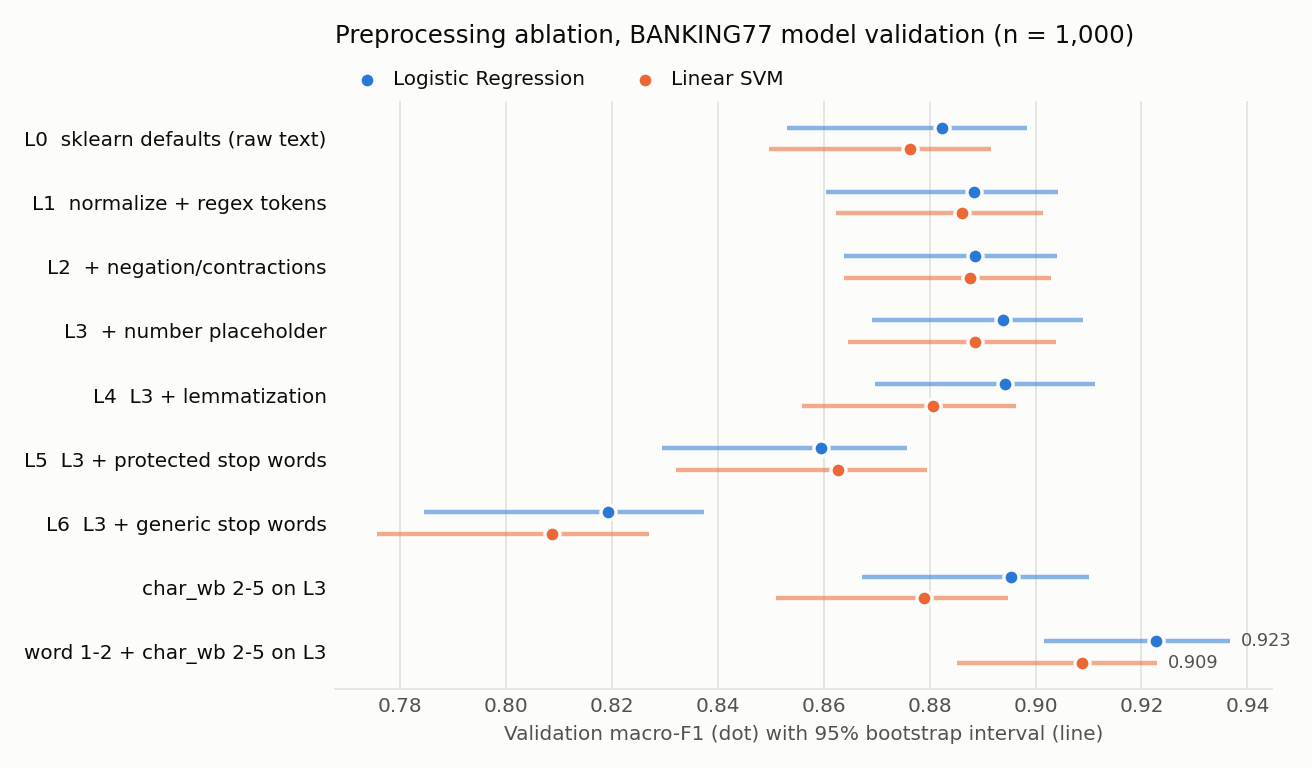 Preprocessing ablation, BANKING77 model validation (n = 1,000)
Logistic Regression
Linear SVM
L0  sklearn defaults (raw text)
L1  normalize + regex tokens
L2  + negation/contractions
L3  + number placeholder
L4  L3 + lemmatization
L5  L3 + protected stop words
L6  L3 + generic stop words
char_wb 2-5 on L3
word 1-2 + char_wb 2-5 on L3
0.923
0.909
0.78 0.80 0.82 0.84 0.86 0.88 0.90 0.92 0.94
Validation macro-F1 (dot) with 95% bootstrap interval (line)